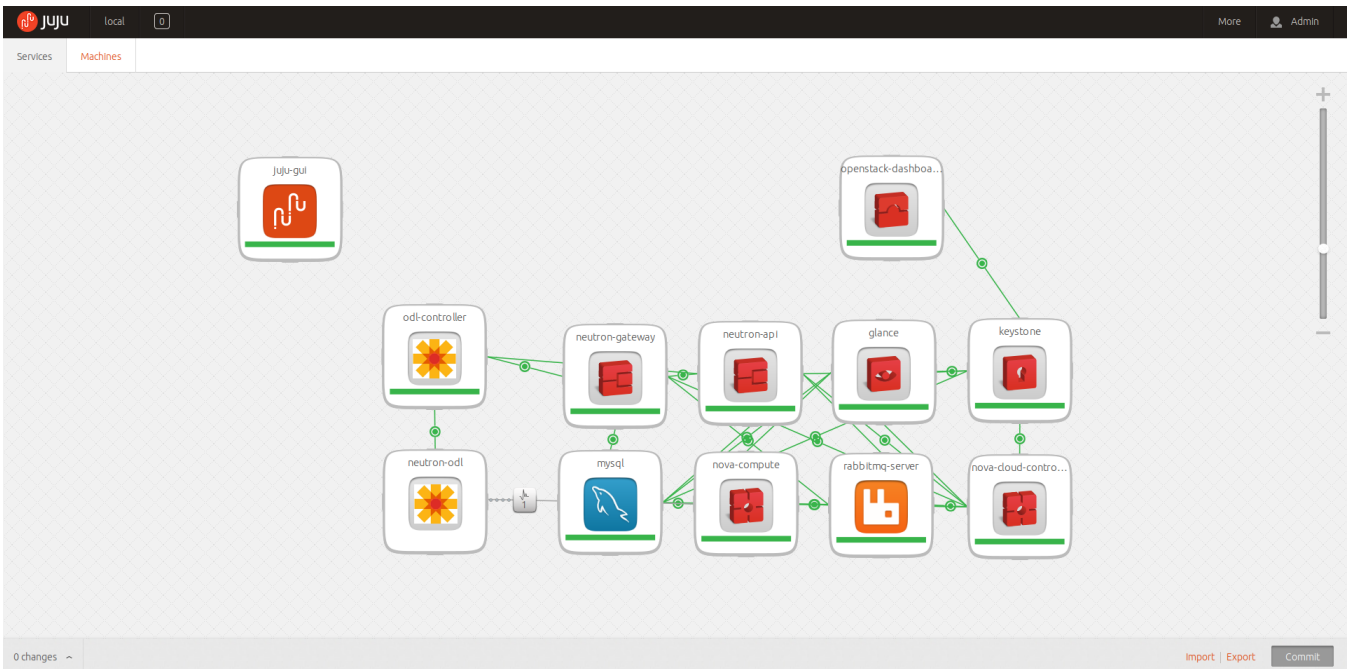 JUJU local 0 More Admin
Services Machines
juju-gui
openstack-dashboa...
odl-controller
neutron-gateway
neutron-api
glance
keystone
neutron-odl
mysql
nova-compute
rabbitmq-server
nova-cloud-contro...
1
0 changes Import | Export Commit